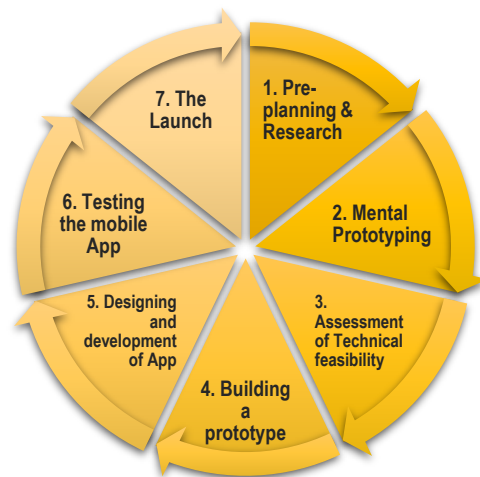 1. Pre-
planning &
Research
2. Mental
Prototyping
3.
Assessment
of Technical
feasibility
4. Building
a
prototype
5. Designing
and
development
of App
6. Testing
the mobile
App
7. The
Launch